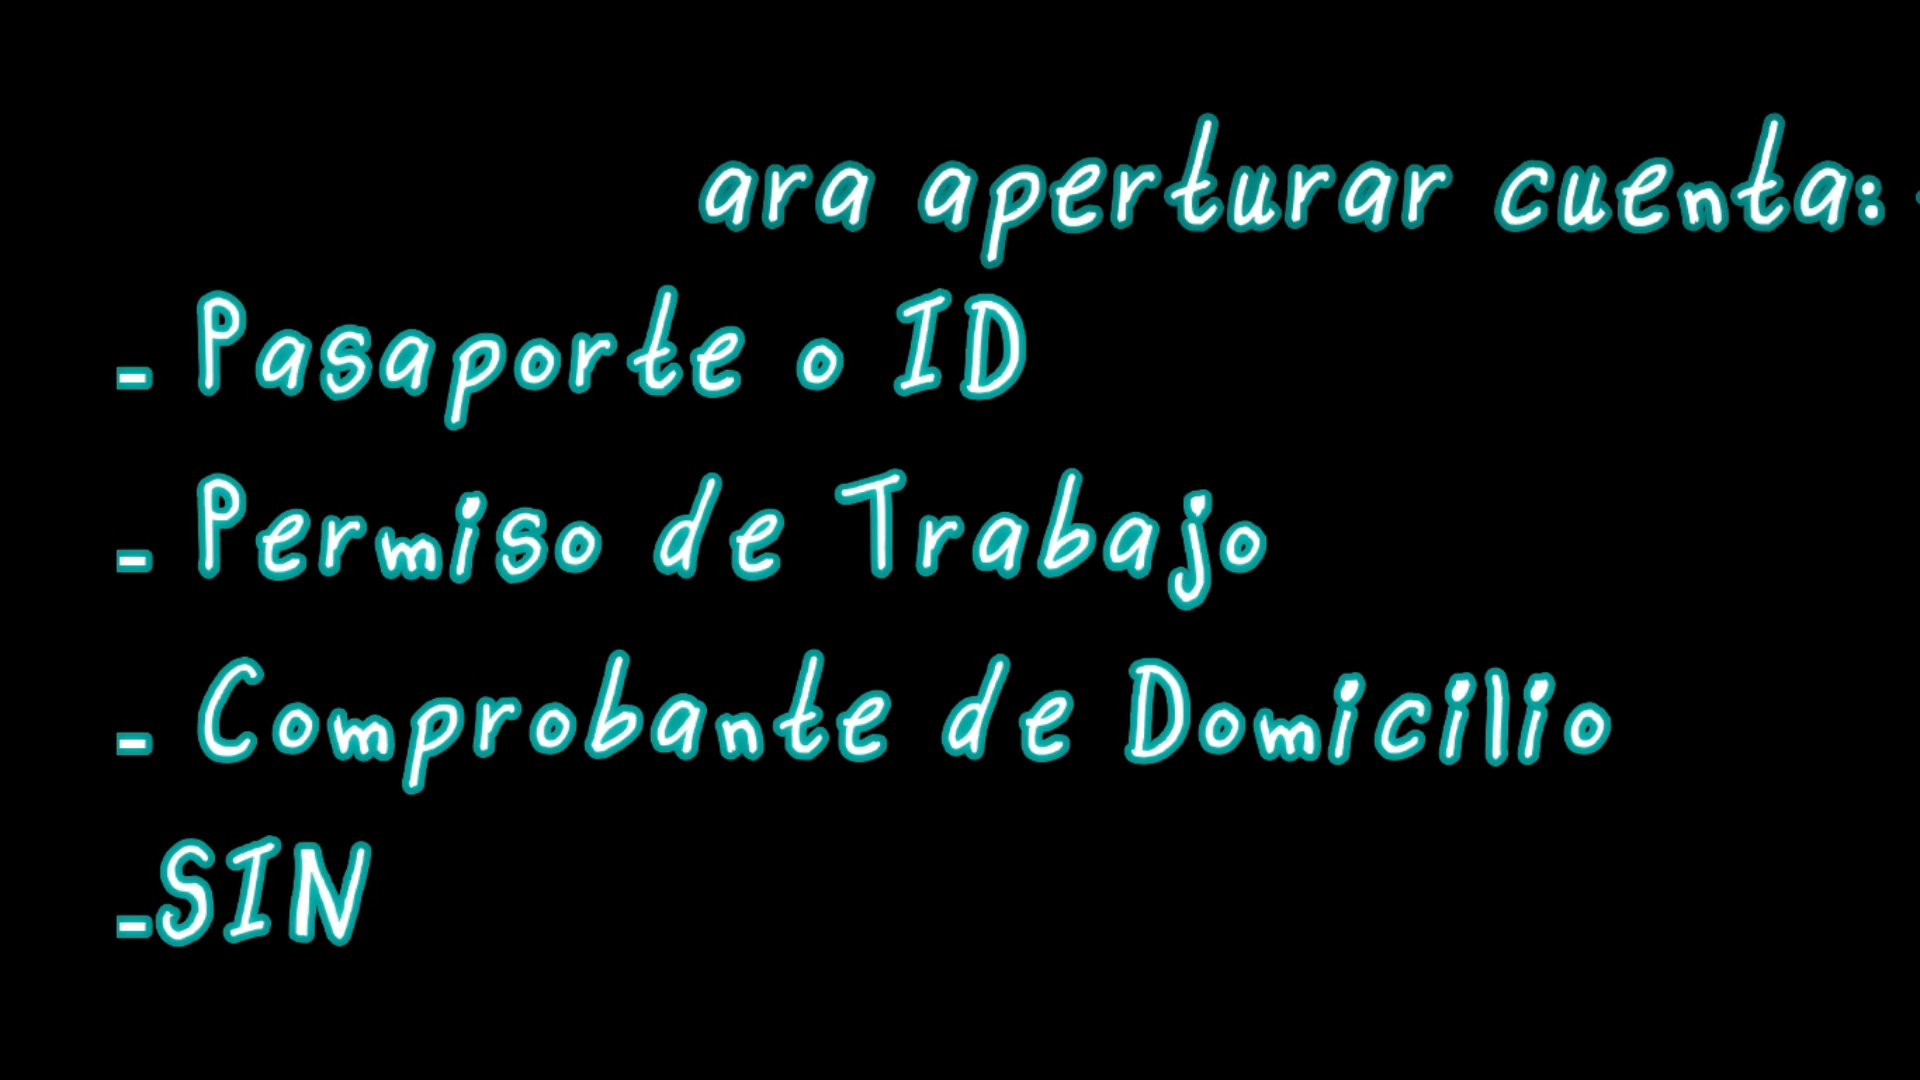 ara aperturar cuenta:
- Pasaporte o ID
- Permiso de Trabajo
- Comprobante de Domicilio
-SIN